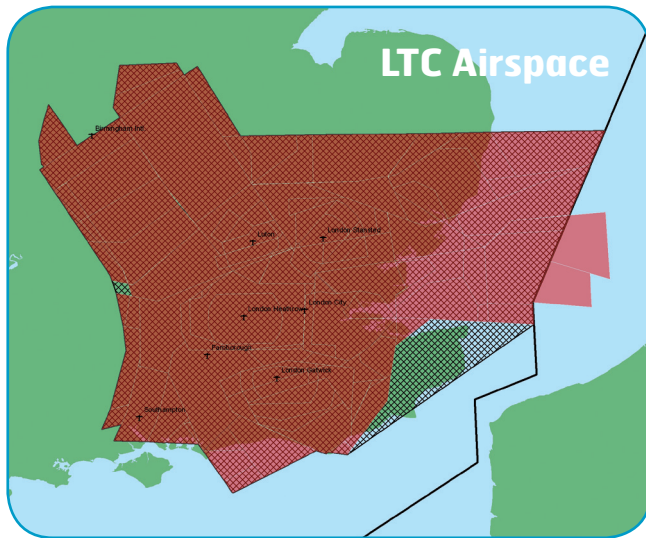 LTC Airspace
Birmingham Intl
Luton
London Stansted
London Heathrow
London City
Farnborough
London Gatwick
Southampton